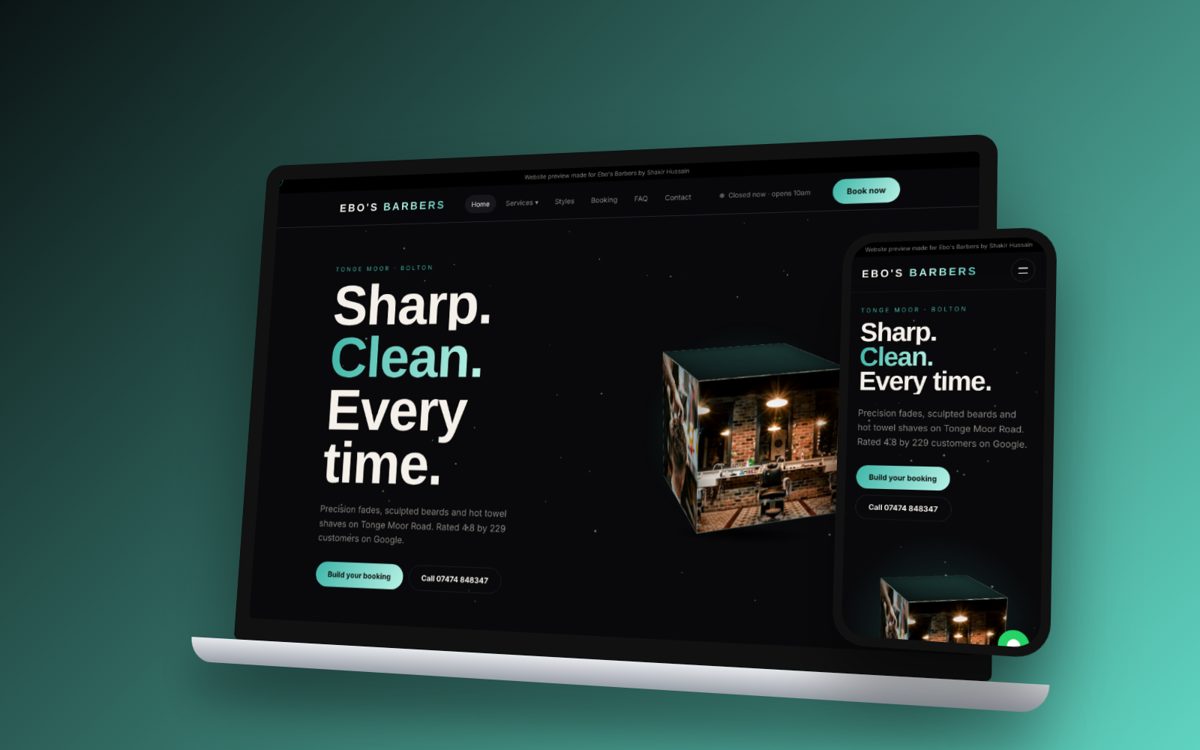 Website preview made for Ebo's Barbers by Shakir Hussain
EBO'S BARBERS
Home
Services ▾
Styles
Booking
FAQ
Contact
Closed now · opens 10am
Book now
TONGE MOOR · BOLTON
Sharp.
Clean.
Every
time.
Precision fades, sculpted beards and hot towel
shaves on Tonge Moor Road. Rated 4.8 by 229
customers on Google.
Build your booking
Call 07474 848347
Website preview made for Ebo's Barbers by Shakir Hussain
EBO'S BARBERS
TONGE MOOR · BOLTON
Sharp.
Clean.
Every time.
Precision fades, sculpted beards and
hot towel shaves on Tonge Moor Road.
Rated 4.8 by 229 customers on Google.
Build your booking
Call 07474 848347